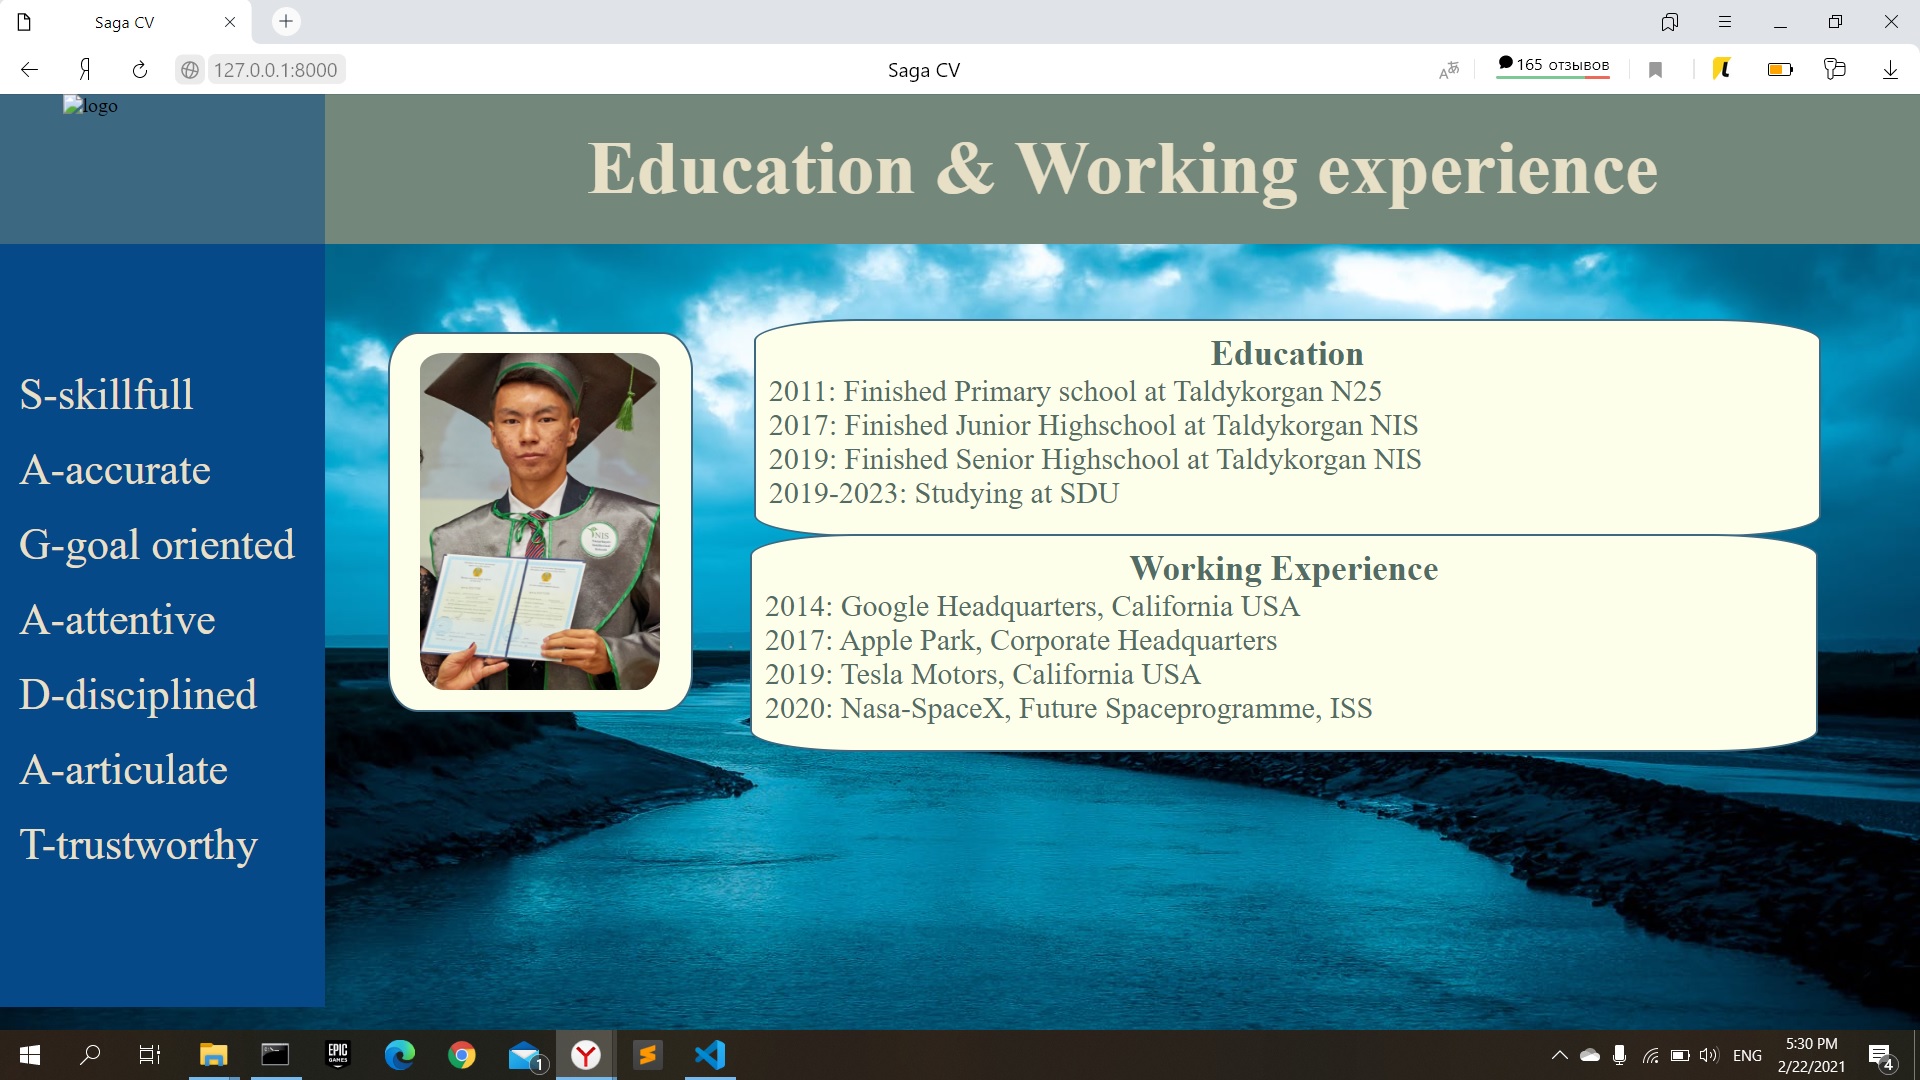 Saga CV
127.0.0.1:8000
Saga CV
165 отзывов
logo
Education & Working experience
S-skillfull
A-accurate
G-goal oriented
A-attentive
D-disciplined
A-articulate
T-trustworthy
NIS
Education
2011: Finished Primary school at Taldykorgan N25
2017: Finished Junior Highschool at Taldykorgan NIS
2019: Finished Senior Highschool at Taldykorgan NIS
2019-2023: Studying at SDU
Working Experience
2014: Google Headquarters, California USA
2017: Apple Park, Corporate Headquarters
2019: Tesla Motors, California USA
2020: Nasa-SpaceX, Future Spaceprogramme, ISS
EPIC
GAMES
1
ENG
5:30 PM
2/22/2021
4